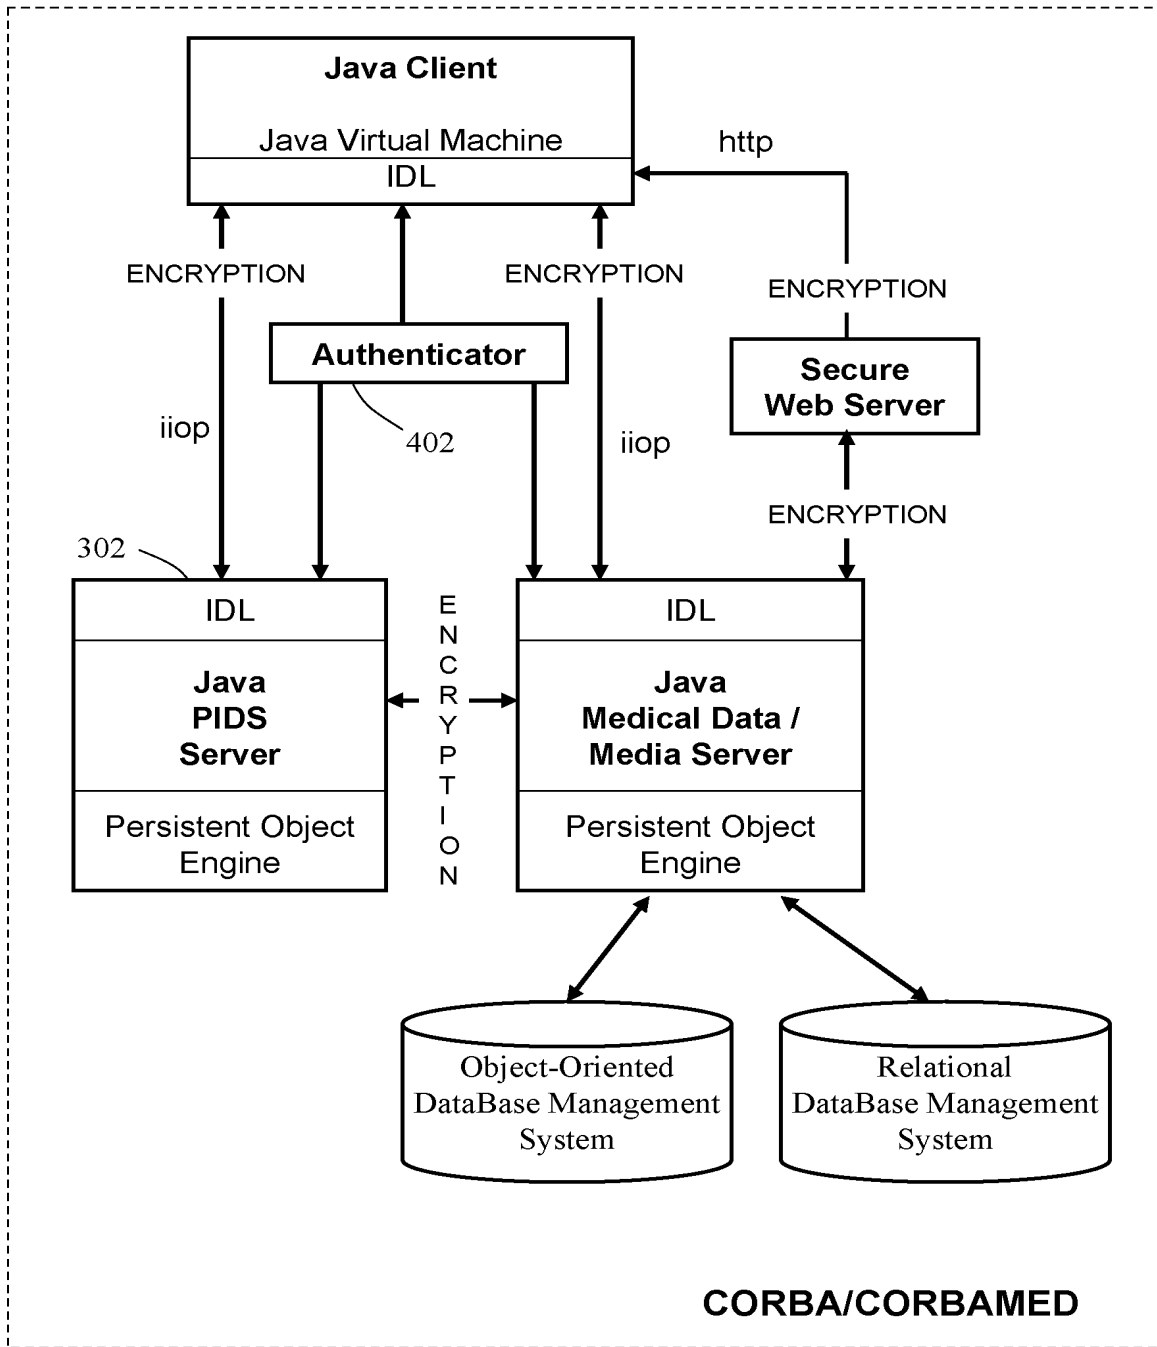 Java Client
Java Virtual Machine
IDL
http
ENCRYPTION
ENCRYPTION
ENCRYPTION
Authenticator
Secure
Web Server
iiop
402
iiop
ENCRYPTION
302
IDL
Java
PIDS
Server
Persistent Object
Engine
ENCRYPTION
IDL
Java
Medical Data /
Media Server
Persistent Object
Engine
Object-Oriented
DataBase Management
System
Relational
DataBase Management
System
CORBA/CORBAMED